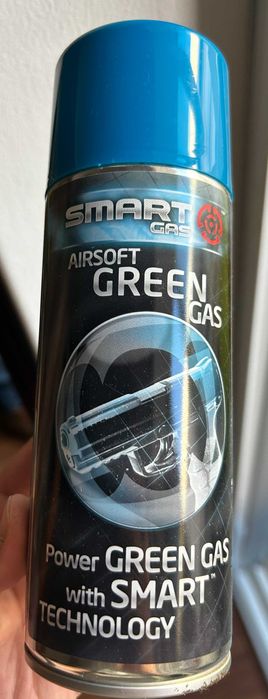 SMART
GAS
AIRSOFT
GREEN
GAS
Power GREEN GAS
with SMART™
TECHNOLOGY